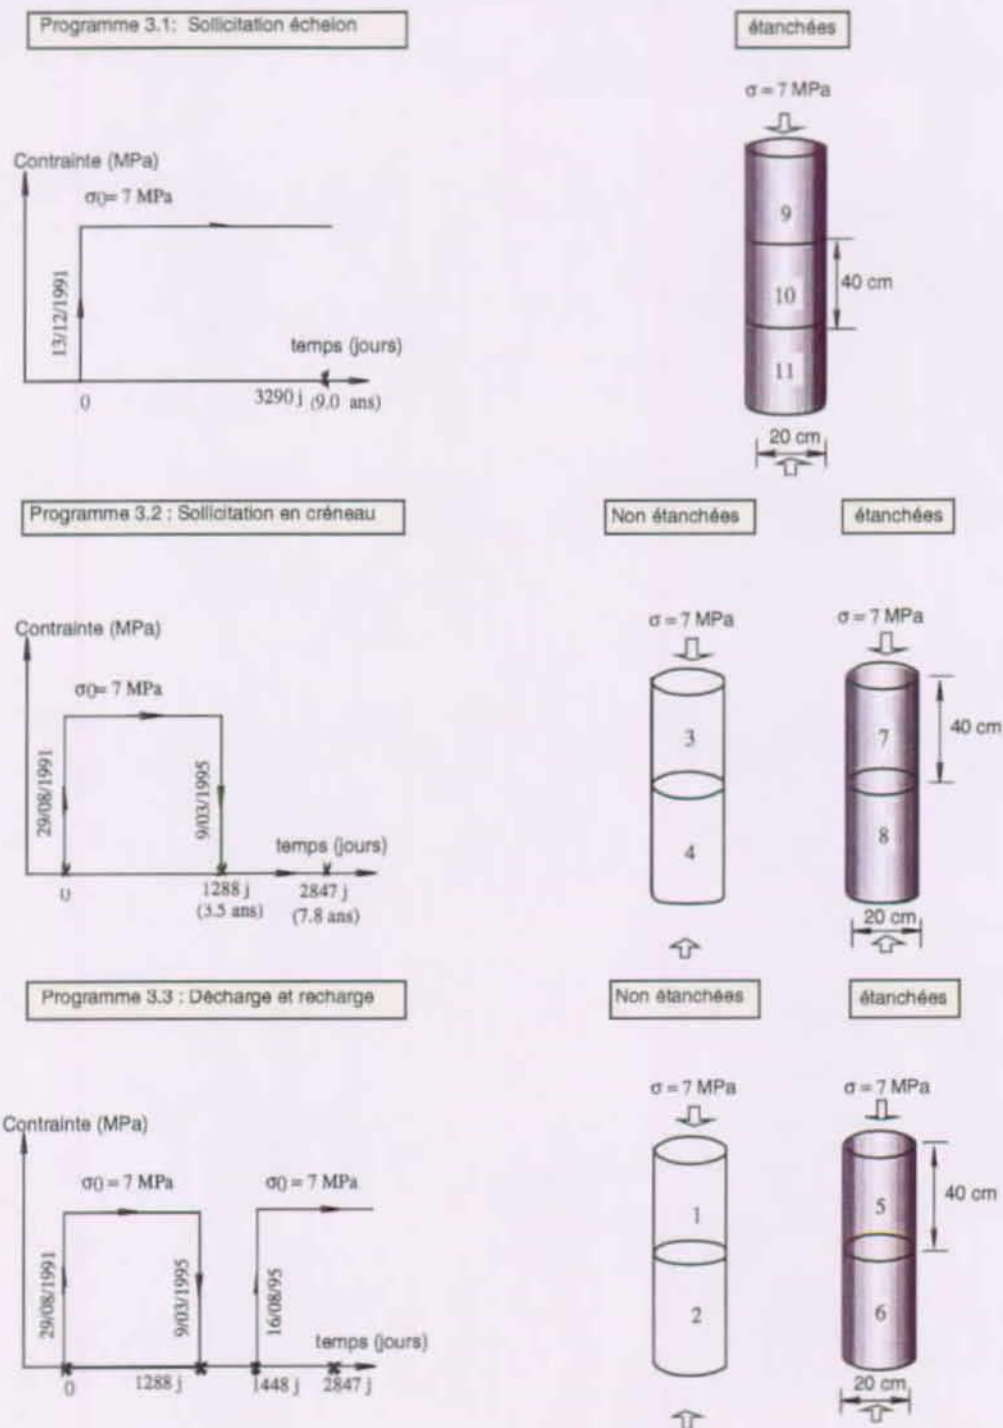 Programme 3.1: Sollicitation échelon
étanchées
σ = 7 MPa
Contrainte (MPa)
σ0= 7 MPa
13/12/1991
temps (jours)
0
3290 j (9.0 ans)
9
10
11
40 cm
20 cm
Programme 3.2 : Sollicitation en créneau
Non étanchées
étanchées
Contrainte (MPa)
σ0= 7 MPa
29/08/1991
9/03/1995
temps (jours)
0
1288 j
(3.5 ans)
2847 j
(7.8 ans)
σ = 7 MPa
3
4
σ = 7 MPa
7
8
40 cm
20 cm
Programme 3.3 : Décharge et recharge
Non étanchées
étanchées
Contrainte (MPa)
σ0 = 7 MPa
σ0 = 7 MPa
29/08/1991
9/03/1995
16/08/95
temps (jours)
0
1288 j
1448 j
2847 j
σ = 7 MPa
1
2
σ = 7 MPa
5
6
40 cm
20 cm